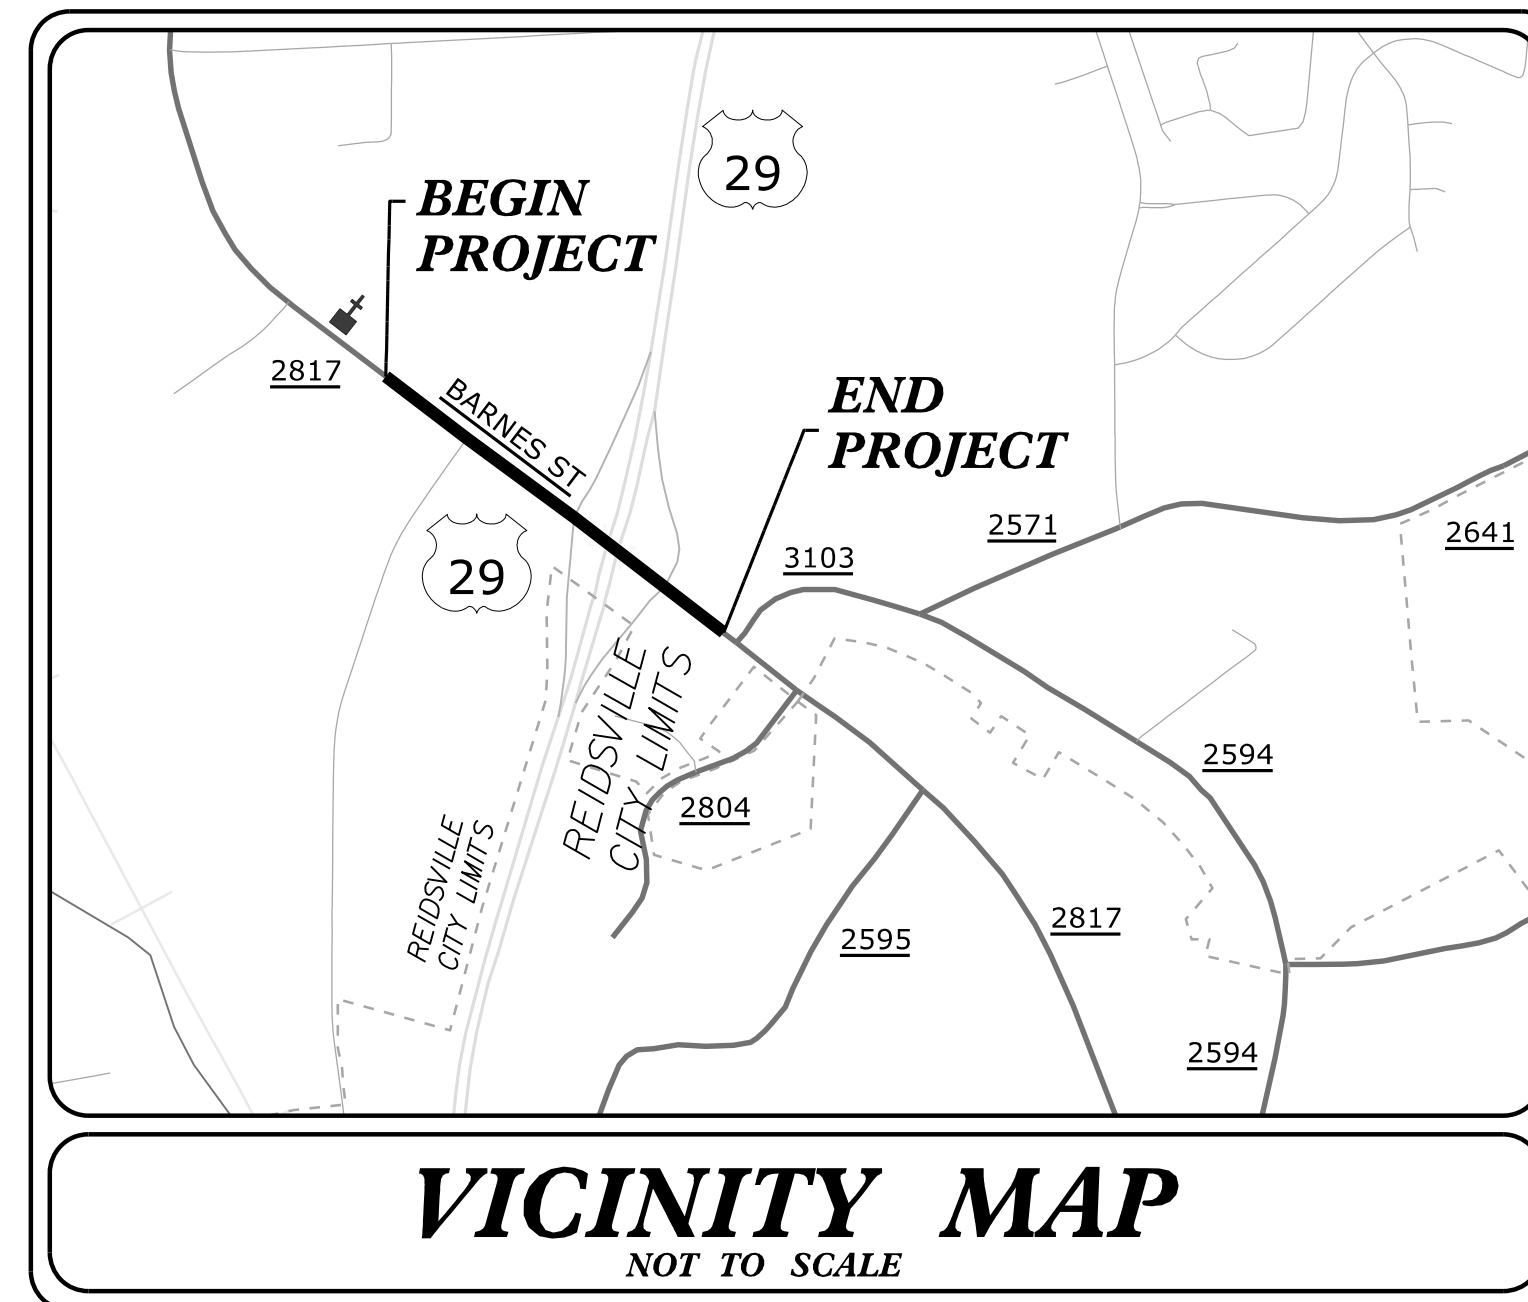 29
BEGIN
PROJECT
2817
BARNES ST
END
PROJECT
29
2571
2641
3103
REIDSVILLE
CITY LIMITS
2594
2804
REIDSVILLE
CITY LIMITS
2817
2595
2594
VICINITY MAP
NOT TO SCALE